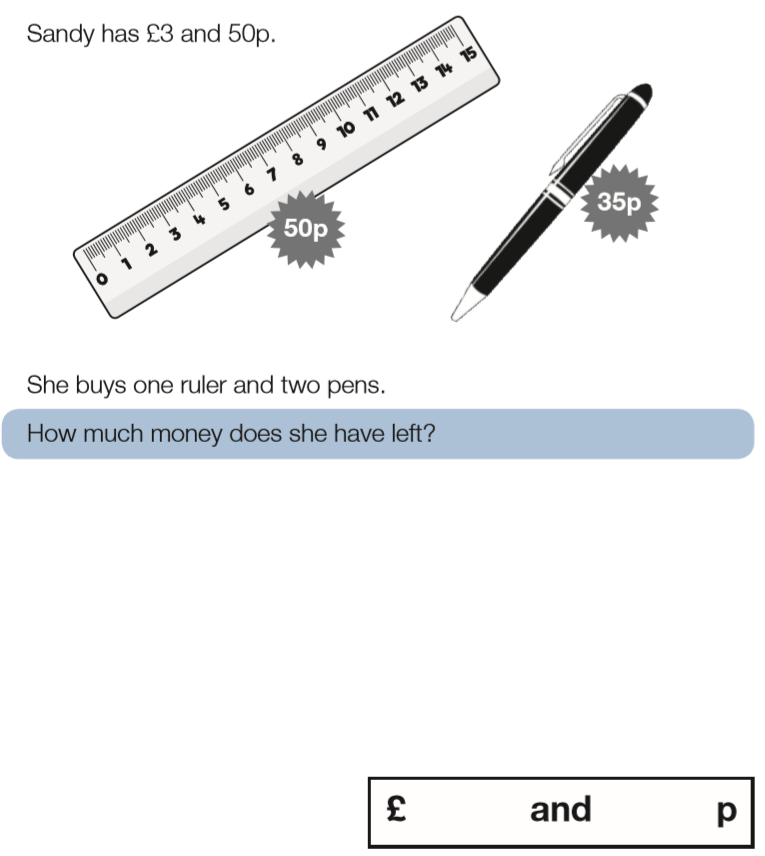 Sandy has £3 and 50p.
0 1 2 3 4 5 6 7 8 9 10 11 12 13 14 15
50p
35p
She buys one ruler and two pens.
How much money does she have left?
£ and p